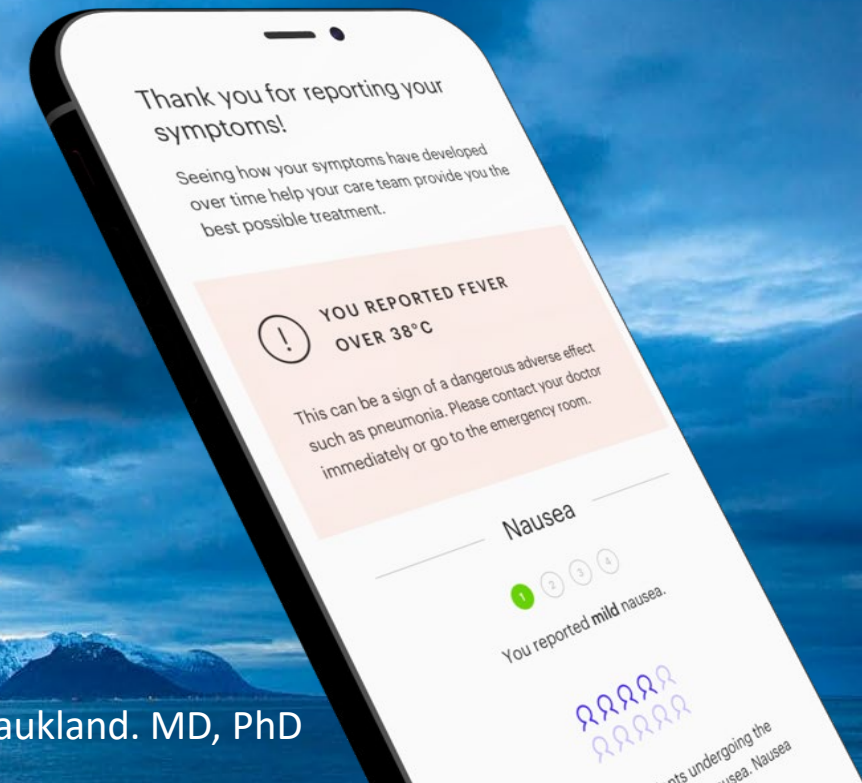 Thank you for reporting your
symptoms!
Seeing how your symptoms have developed
over time help your care team provide you the
best possible treatment.
!
YOU REPORTED FEVER
OVER 38°C
This can be a sign of a dangerous adverse effect
such as pneumonia. Please contact your doctor
immediately or go to the emergency room.
Nausea
1 2 3 4
You reported mild nausea.
undergoing the
Nausea
aukland. MD, PhD